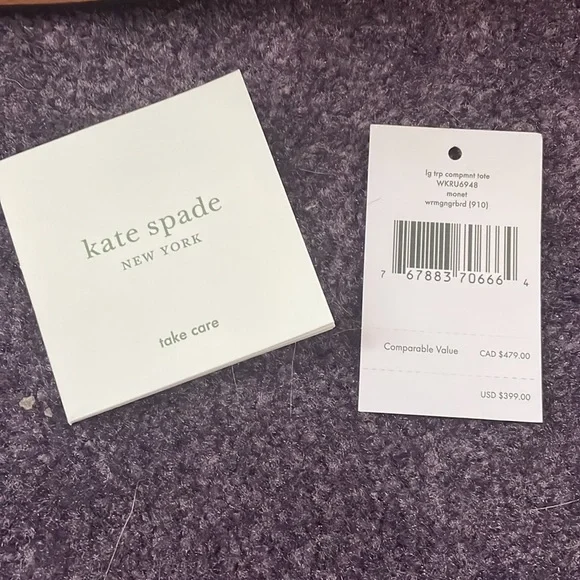 kate spade
NEW YORK
take care
lg trp compmnt tote
WKRU6948
monet
wrmgngrbrd (910)
7 67883 70666 4
Comparable Value CAD $479.00
USD $399.00